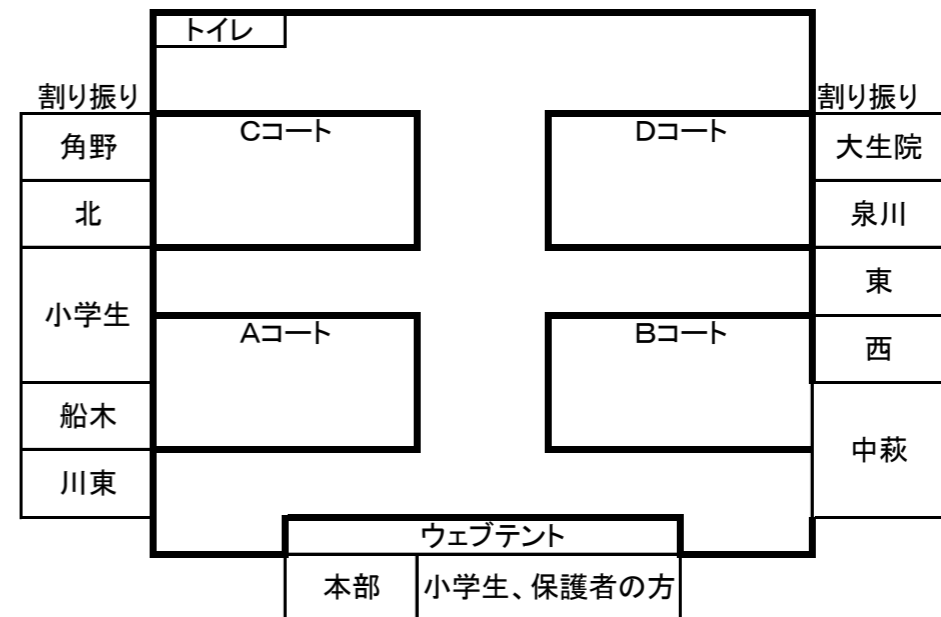 トイレ
割り振り
割り振り
角野
Cコート
Dコート
大生院
北
泉川
小学生
東
Aコート
Bコート
西
船木
中萩
川東
ウェブテント
本部
小学生、保護者の方